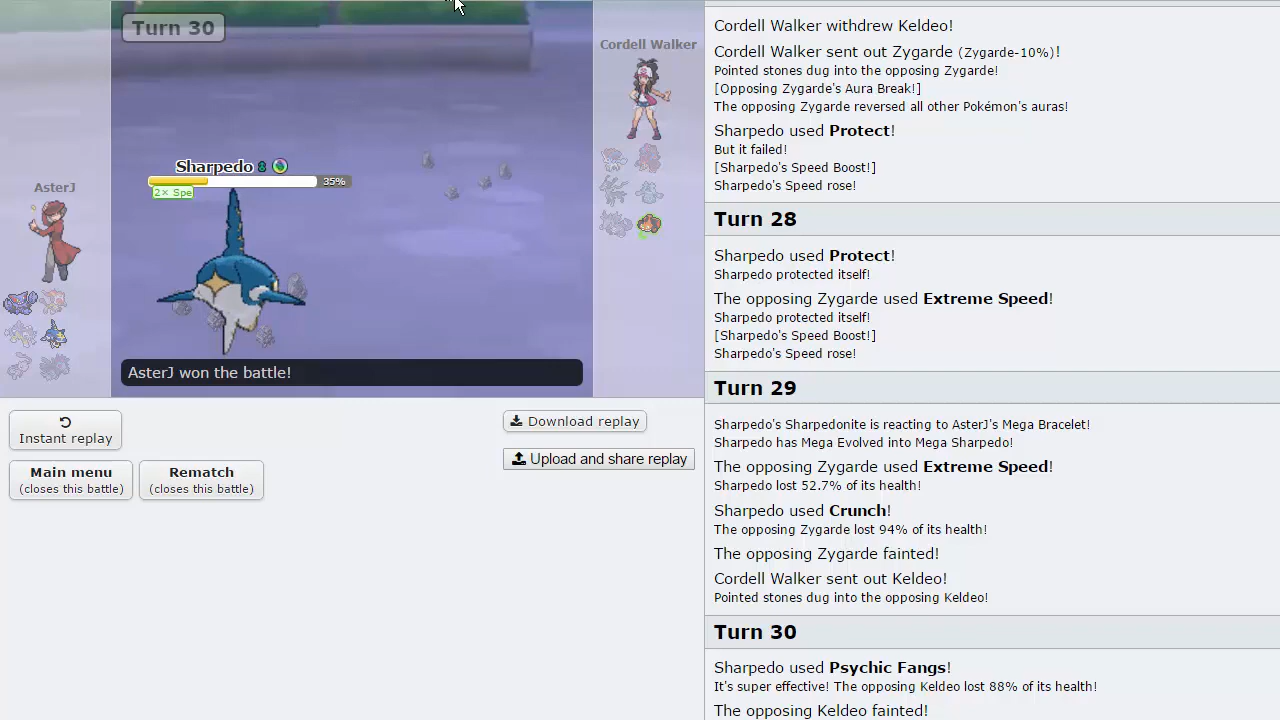 Turn 30
Cordell Walker
AsterJ
Sharpedo
35%
2× Spe
AsterJ won the battle!
Instant replay
Download replay
Upload and share replay
Main menu
(closes this battle)
Rematch
(closes this battle)
Cordell Walker withdrew Keldeo!
Cordell Walker sent out Zygarde (Zygarde-10%)!
Pointed stones dug into the opposing Zygarde!
[Opposing Zygarde's Aura Break!]
The opposing Zygarde reversed all other Pokémon's auras!
Sharpedo used Protect!
But it failed!
[Sharpedo's Speed Boost!]
Sharpedo's Speed rose!
Turn 28
Sharpedo used Protect!
Sharpedo protected itself!
The opposing Zygarde used Extreme Speed!
Sharpedo protected itself!
[Sharpedo's Speed Boost!]
Sharpedo's Speed rose!
Turn 29
Sharpedo's Sharpedonite is reacting to AsterJ's Mega Bracelet!
Sharpedo has Mega Evolved into Mega Sharpedo!
The opposing Zygarde used Extreme Speed!
Sharpedo lost 52.7% of its health!
Sharpedo used Crunch!
The opposing Zygarde lost 94% of its health!
The opposing Zygarde fainted!
Cordell Walker sent out Keldeo!
Pointed stones dug into the opposing Keldeo!
Turn 30
Sharpedo used Psychic Fangs!
It's super effective! The opposing Keldeo lost 88% of its health!
The opposing Keldeo fainted!